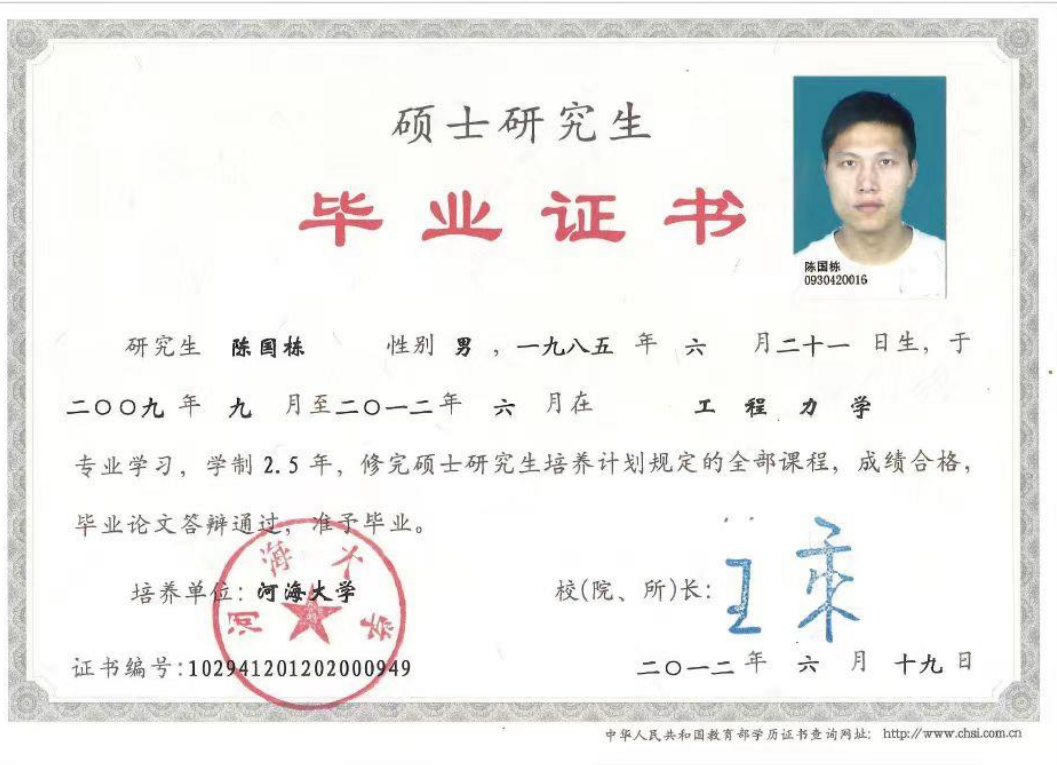 硕士研究生
毕业证书
陈国栋
0930420016
研究生 陈国栋 性别 男 ，一九八五 年 六 月二十一 日生，于
二〇〇九 年 九 月至二〇一二年 六 月在 工程力学
专业学习，学制 2.5 年，修完硕士研究生培养计划规定的全部课程，成绩合格，
毕业论文答辩通过，准予毕业。
河海大学
培养单位：河海大学
校(院、所)长：
证书编号：102941201202000949
二〇一二 年 六 月 十九 日
中华人民共和国教育部学历证书查询网址： http://www.chsi.com.cn